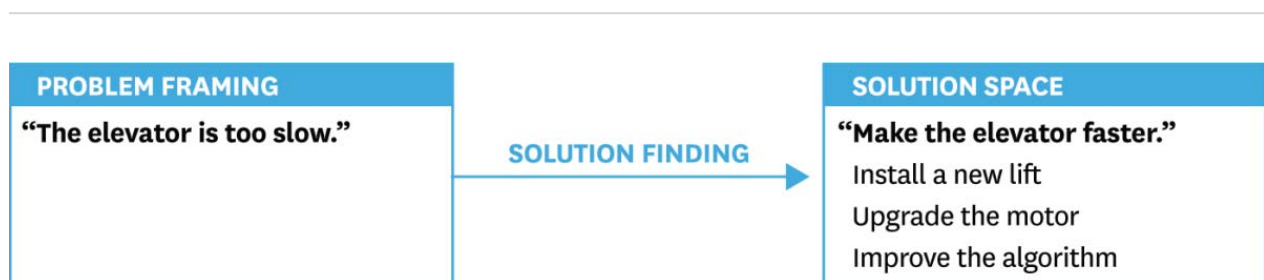 PROBLEM FRAMING
“The elevator is too slow.”
SOLUTION FINDING
SOLUTION SPACE
“Make the elevator faster.”
Install a new lift
Upgrade the motor
Improve the algorithm